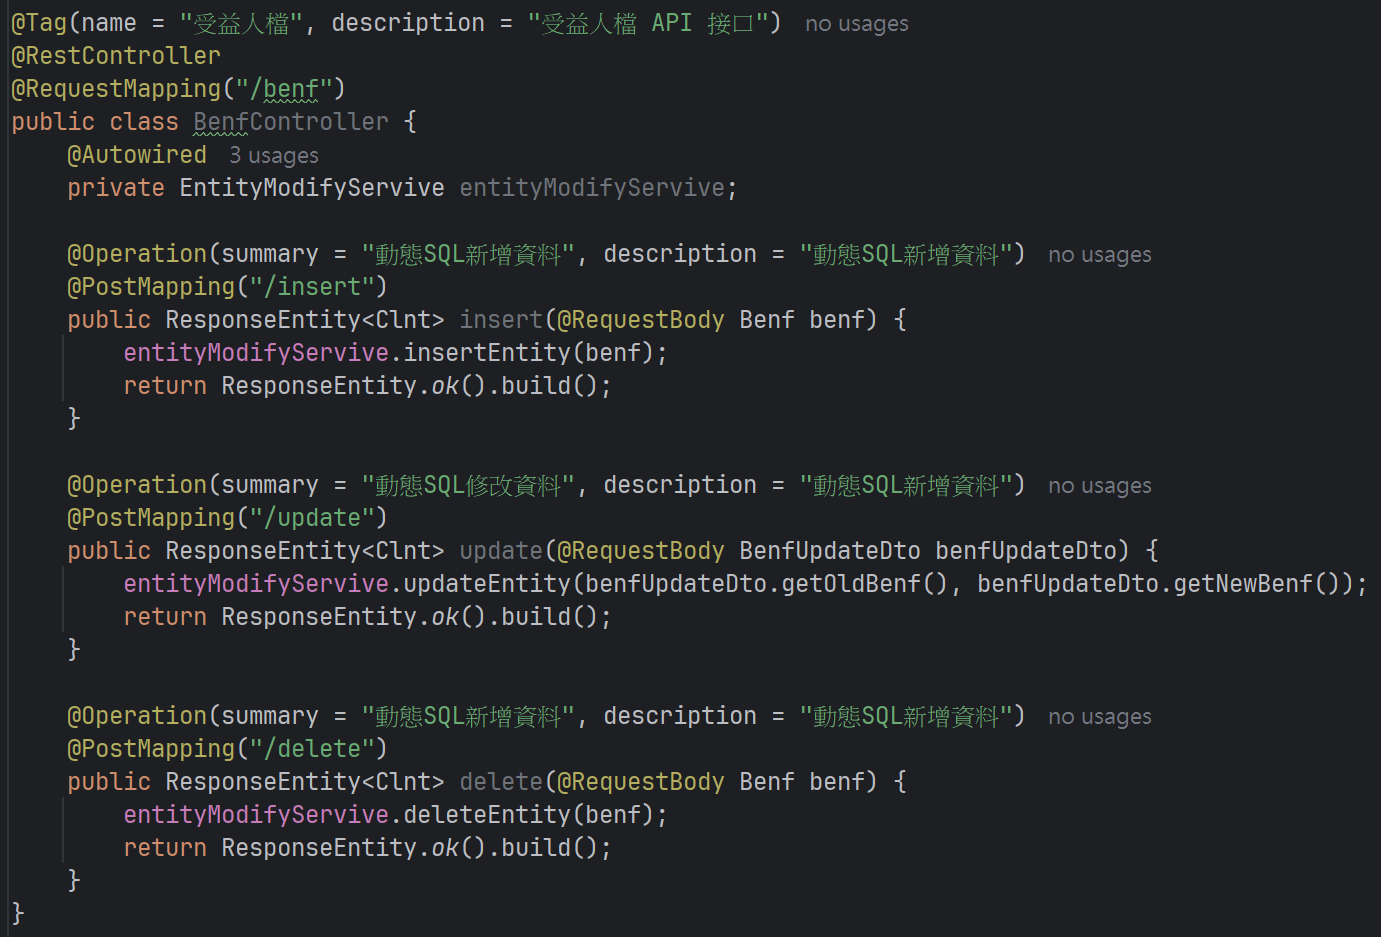 @Tag(name = "受益人檔", description = "受益人檔 API 接口") no usages
@RestController
@RequestMapping("/benf")
public class BenfController {
    @Autowired 3 usages
    private EntityModifyServive entityModifyServive;

    @Operation(summary = "動態SQL新增資料", description = "動態SQL新增資料") no usages
    @PostMapping("/insert")
    public ResponseEntity<Clnt> insert(@RequestBody Benf benf) {
        entityModifyServive.insertEntity(benf);
        return ResponseEntity.ok().build();
    }

    @Operation(summary = "動態SQL修改資料", description = "動態SQL新增資料") no usages
    @PostMapping("/update")
    public ResponseEntity<Clnt> update(@RequestBody BenfUpdateDto benfUpdateDto) {
        entityModifyServive.updateEntity(benfUpdateDto.getOldBenf(), benfUpdateDto.getNewBenf());
        return ResponseEntity.ok().build();
    }

    @Operation(summary = "動態SQL新增資料", description = "動態SQL新增資料") no usages
    @PostMapping("/delete")
    public ResponseEntity<Clnt> delete(@RequestBody Benf benf) {
        entityModifyServive.deleteEntity(benf);
        return ResponseEntity.ok().build();
    }
}